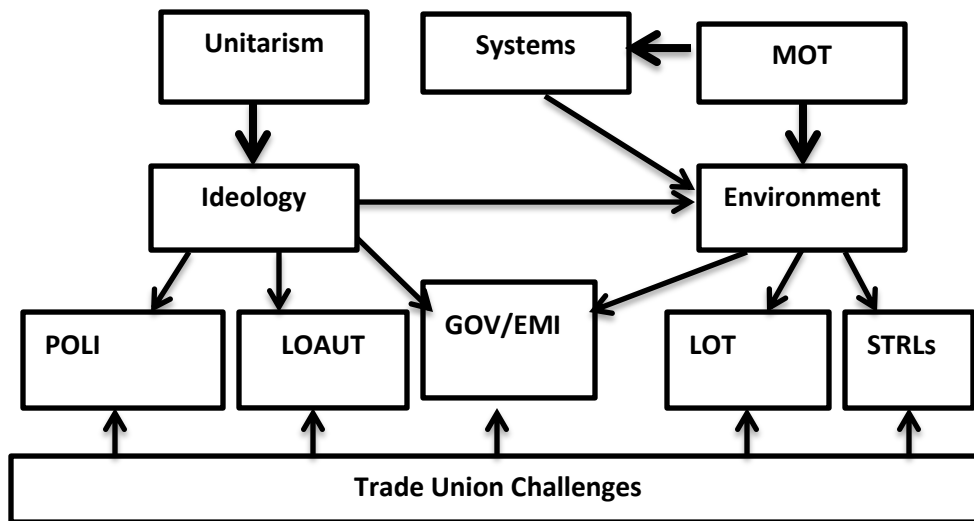 Unitarism
Systems
MOT
Ideology
Environment
POLI
LOAUT
GOV/EMI
LOT
STRLs
Trade Union Challenges